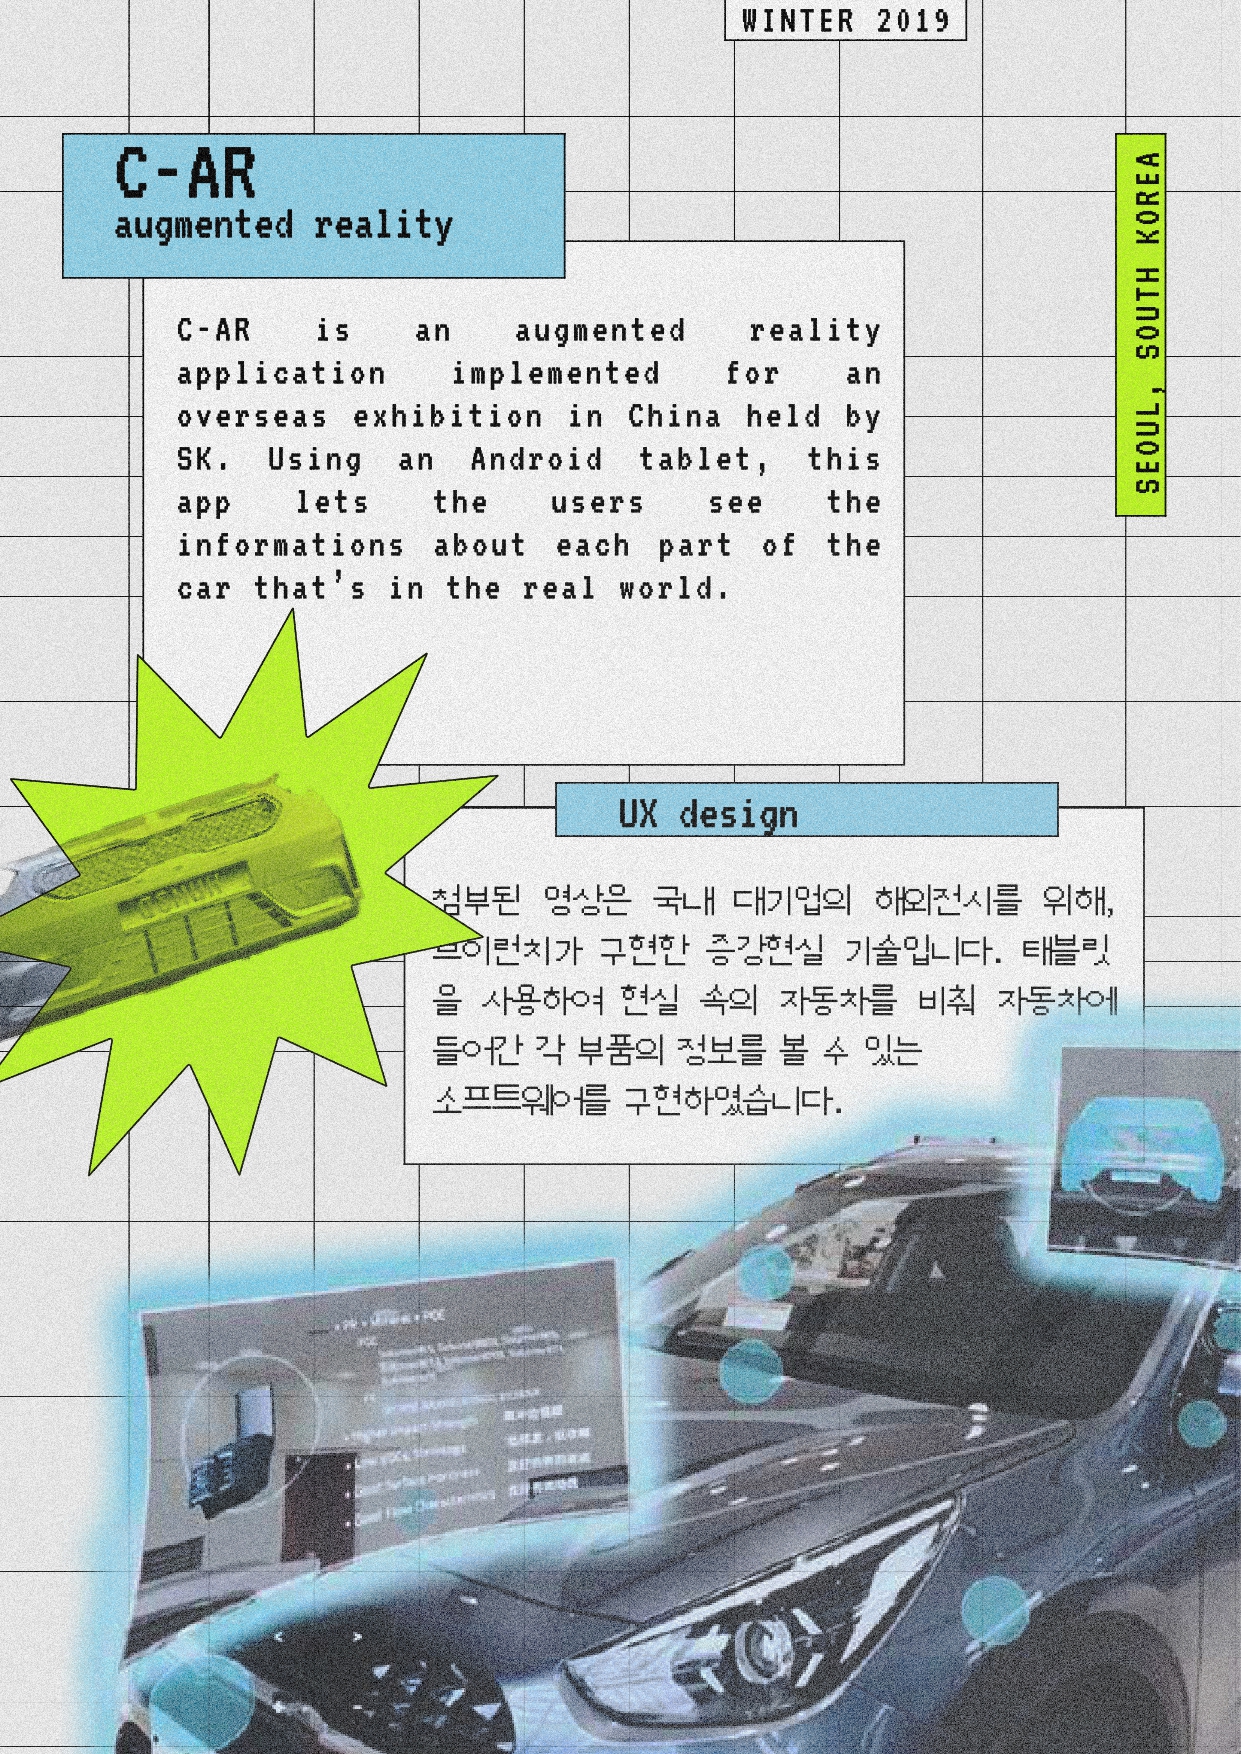 WINTER 2019
C-AR
augmented reality
SEOUL, SOUTH KOREA
C-AR is an augmented reality
application implemented for an
overseas exhibition in China held by
SK. Using an Android tablet, this
app lets the users see the
informations about each part of the
car that's in the real world.
UX design
첨부된 영상은 국내 대기업의 해외전시를 위해,
브이런치가 구현한 증강현실 기술입니다. 태블릿
을 사용하여 현실 속의 자동차를 비춰 자동차에
들어간 각 부품의 정보를 볼 수 있는
소프트웨어를 구현하였습니다.
POE